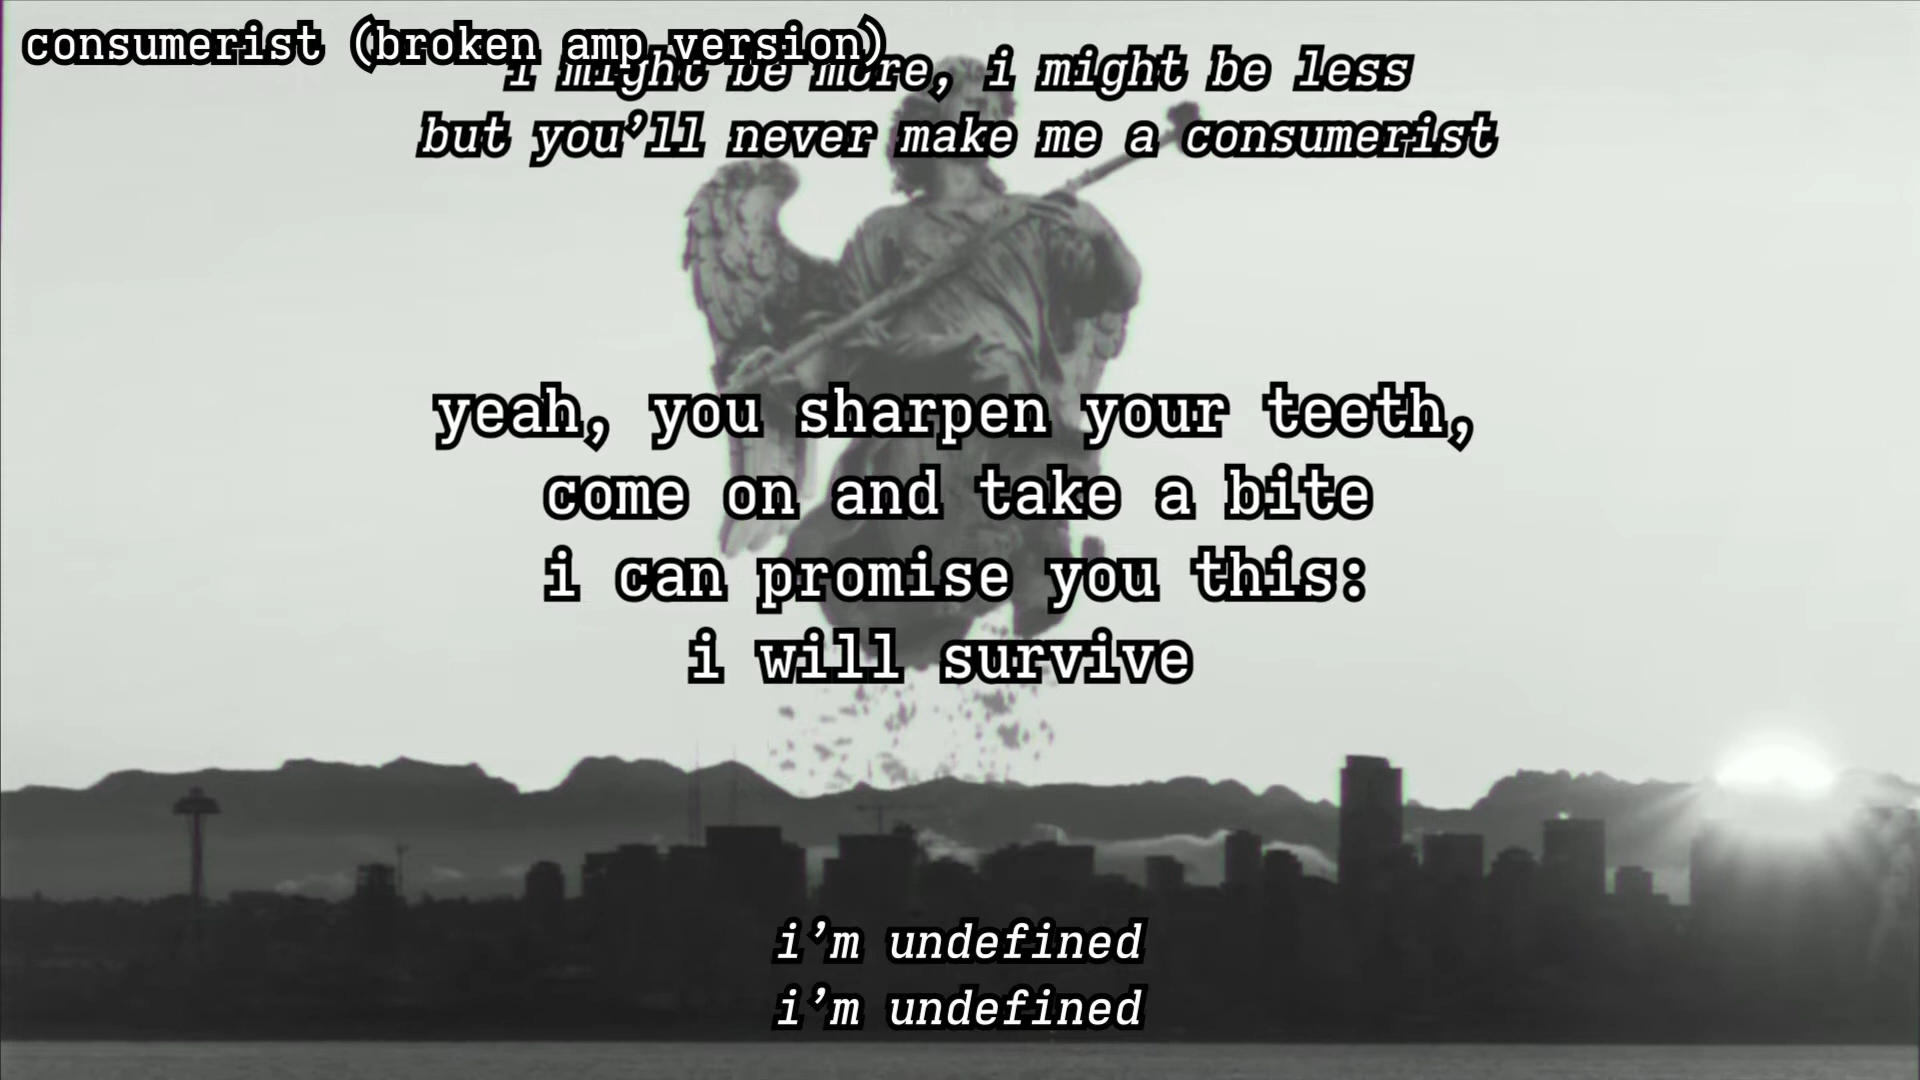 consumerist (broken amp version)
i might be more, i might be less
but you’ll never make me a consumerist
yeah, you sharpen your teeth,
come on and take a bite
i can promise you this:
i will survive
i’m undefined
i’m undefined